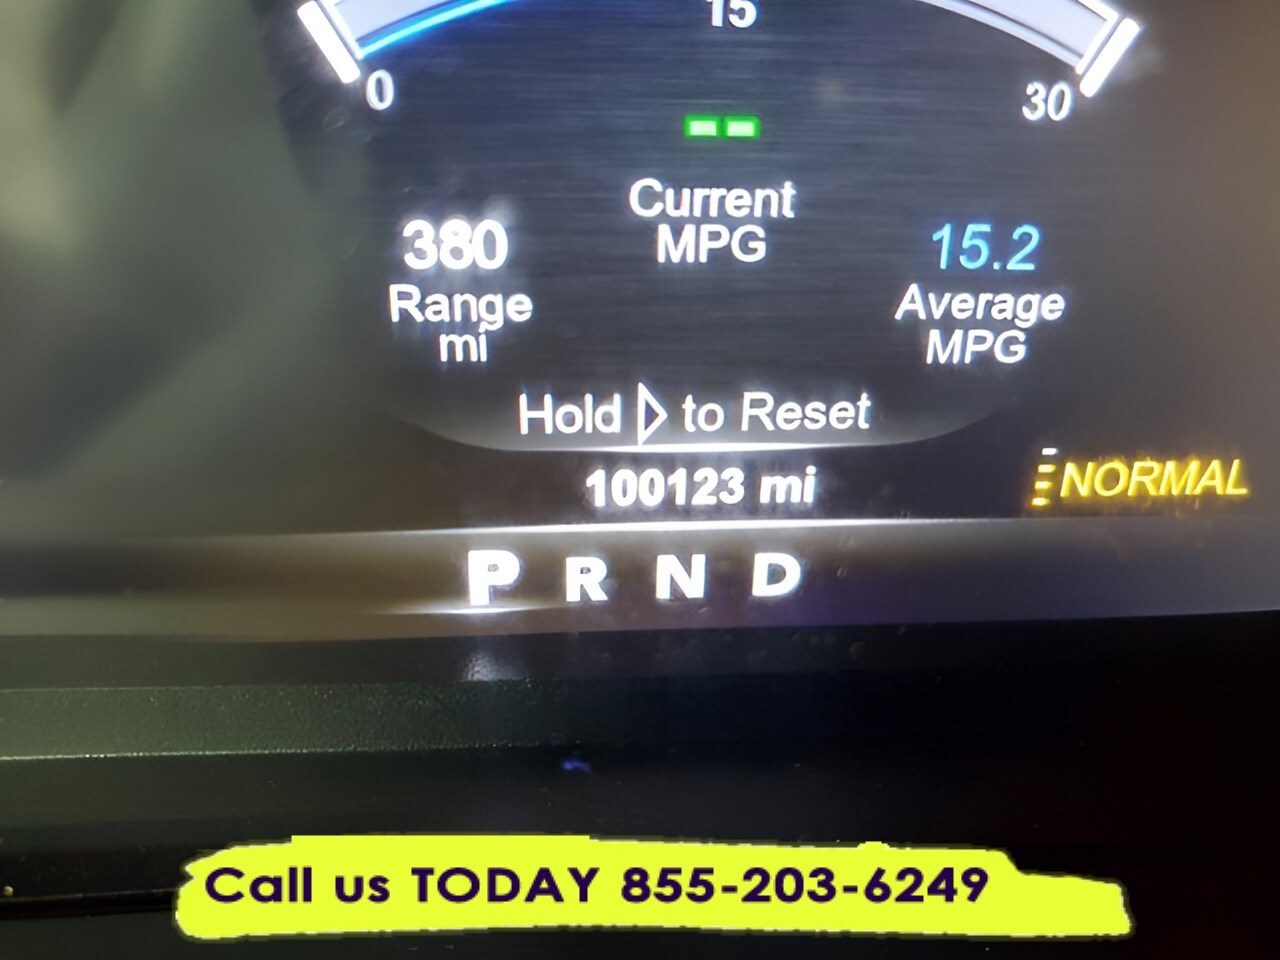 15
0
30
Current
MPG
380
Range
mi
15.2
Average
MPG
Hold ▷ to Reset
100123 mi
NORMAL
P R N D
Call us TODAY 855-203-6249